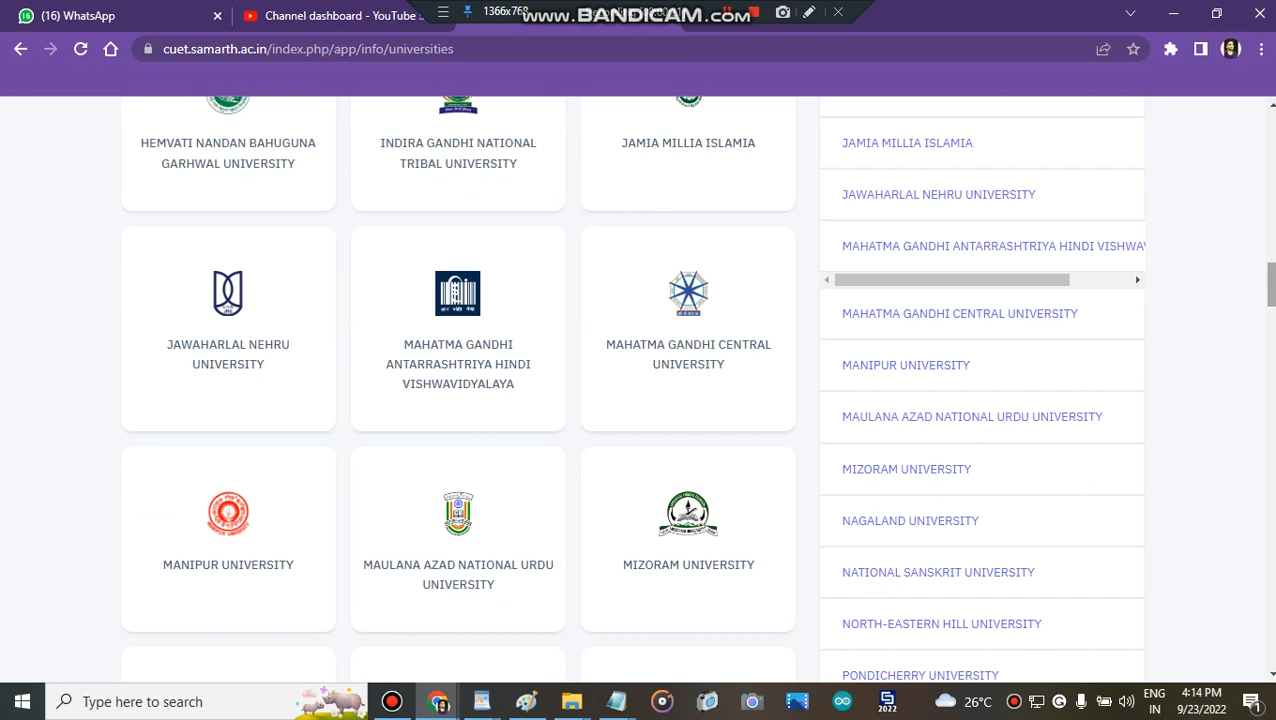 (16) WhatsApp
Channel dashboard - YouTube
1366x768
www.BANDICAM.com
cuet.samarth.ac.in/index.php/app/info/universities
HEMVATI NANDAN BAHUGUNA
GARHWAL UNIVERSITY
INDIRA GANDHI NATIONAL
TRIBAL UNIVERSITY
JAMIA MILLIA ISLAMIA
JAWAHARLAL NEHRU
UNIVERSITY
MAHATMA GANDHI
ANTARRASHTRIYA HINDI
VISHWAVIDYALAYA
MAHATMA GANDHI CENTRAL
UNIVERSITY
MANIPUR UNIVERSITY
MAULANA AZAD NATIONAL URDU
UNIVERSITY
MIZORAM UNIVERSITY
JAMIA MILLIA ISLAMIA
JAWAHARLAL NEHRU UNIVERSITY
MAHATMA GANDHI ANTARRASHTRIYA HINDI VISHWAV
MAHATMA GANDHI CENTRAL UNIVERSITY
MANIPUR UNIVERSITY
MAULANA AZAD NATIONAL URDU UNIVERSITY
MIZORAM UNIVERSITY
NAGALAND UNIVERSITY
NATIONAL SANSKRIT UNIVERSITY
NORTH-EASTERN HILL UNIVERSITY
PONDICHERRY UNIVERSITY
Type here to search
2022
26°C
ENG
IN
4:14 PM
9/23/2022
1